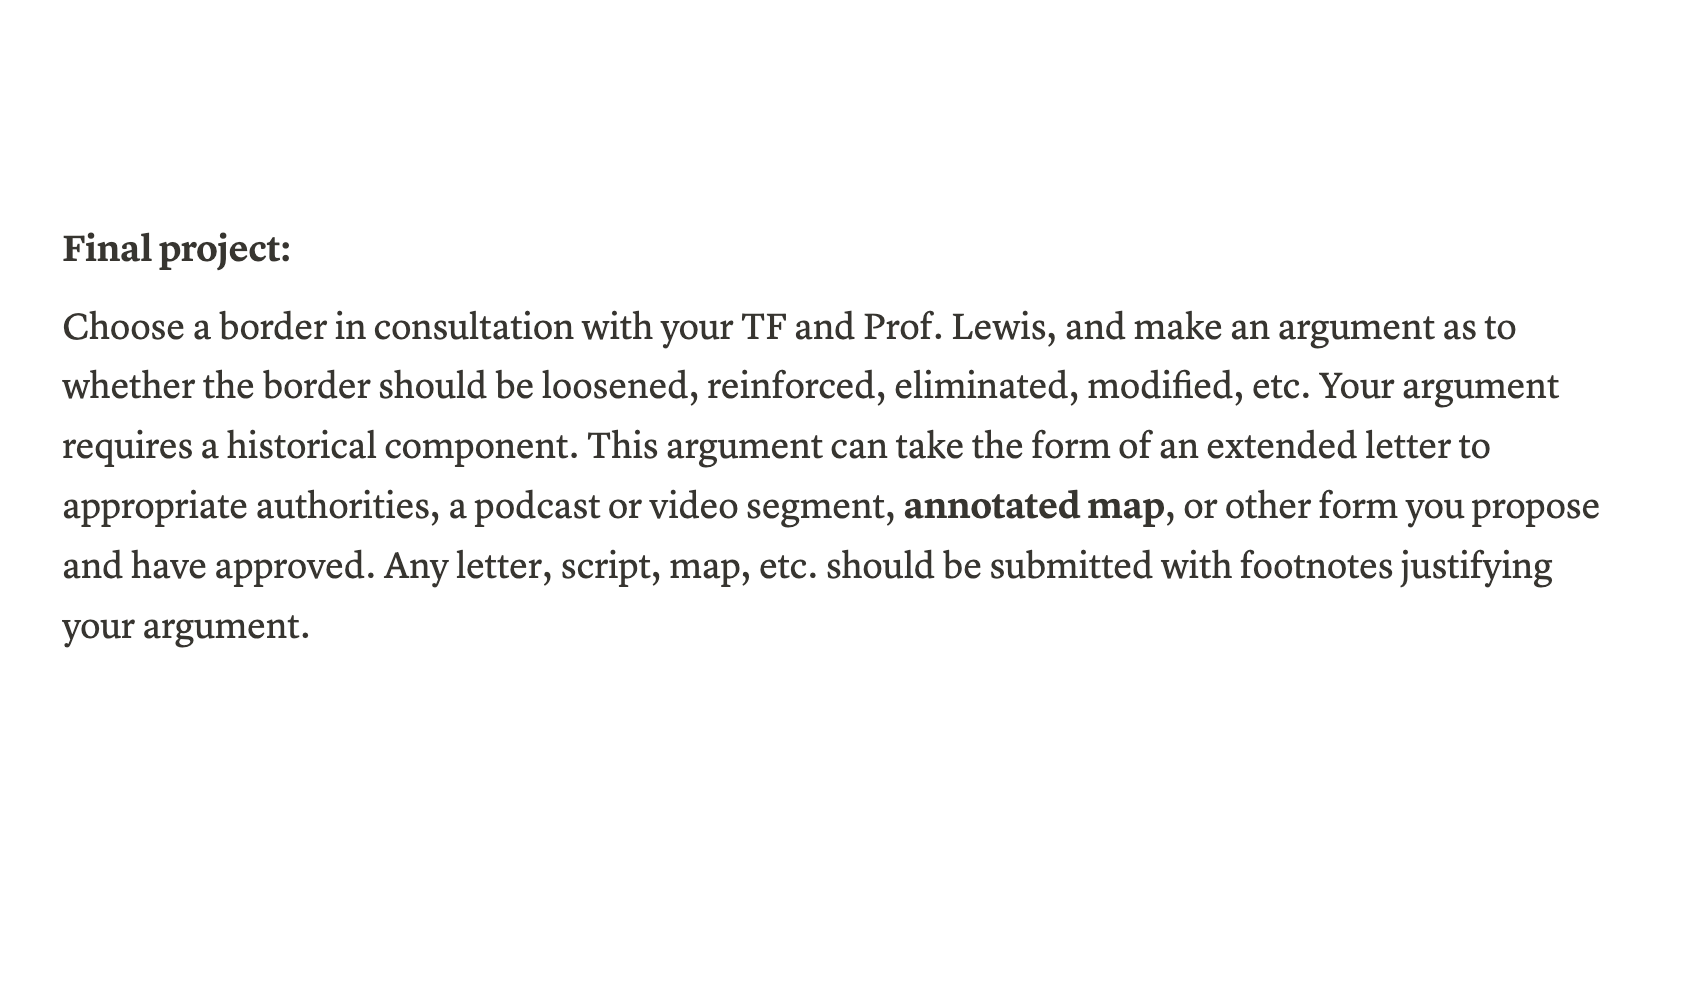 Final project:
Choose a border in consultation with your TF and Prof. Lewis, and make an argument as to
whether the border should be loosened, reinforced, eliminated, modified, etc. Your argument
requires a historical component. This argument can take the form of an extended letter to
appropriate authorities, a podcast or video segment, annotated map, or other form you propose
and have approved. Any letter, script, map, etc. should be submitted with footnotes justifying
your argument.